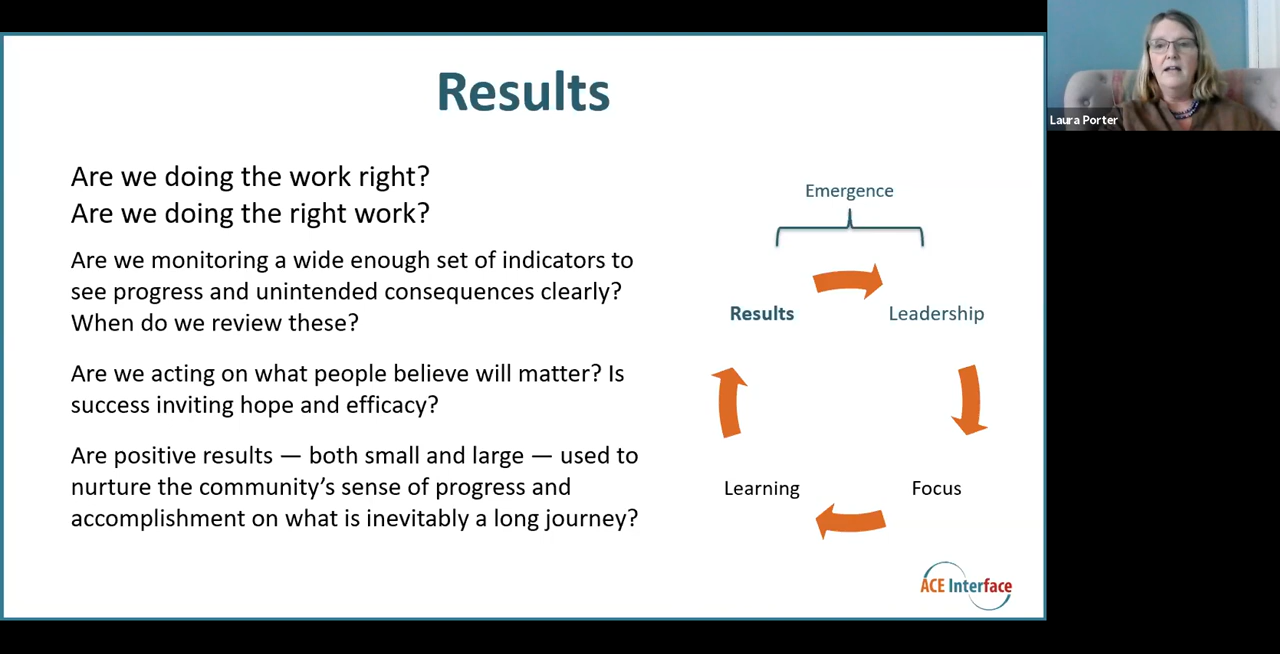 Results
Are we doing the work right?
Are we doing the right work?
Are we monitoring a wide enough set of indicators to
see progress and unintended consequences clearly?
When do we review these?
Are we acting on what people believe will matter? Is
success inviting hope and efficacy?
Are positive results — both small and large — used to
nurture the community’s sense of progress and
accomplishment on what is inevitably a long journey?
Emergence
Results
Leadership
Learning
Focus
ACE Interface
Laura Porter